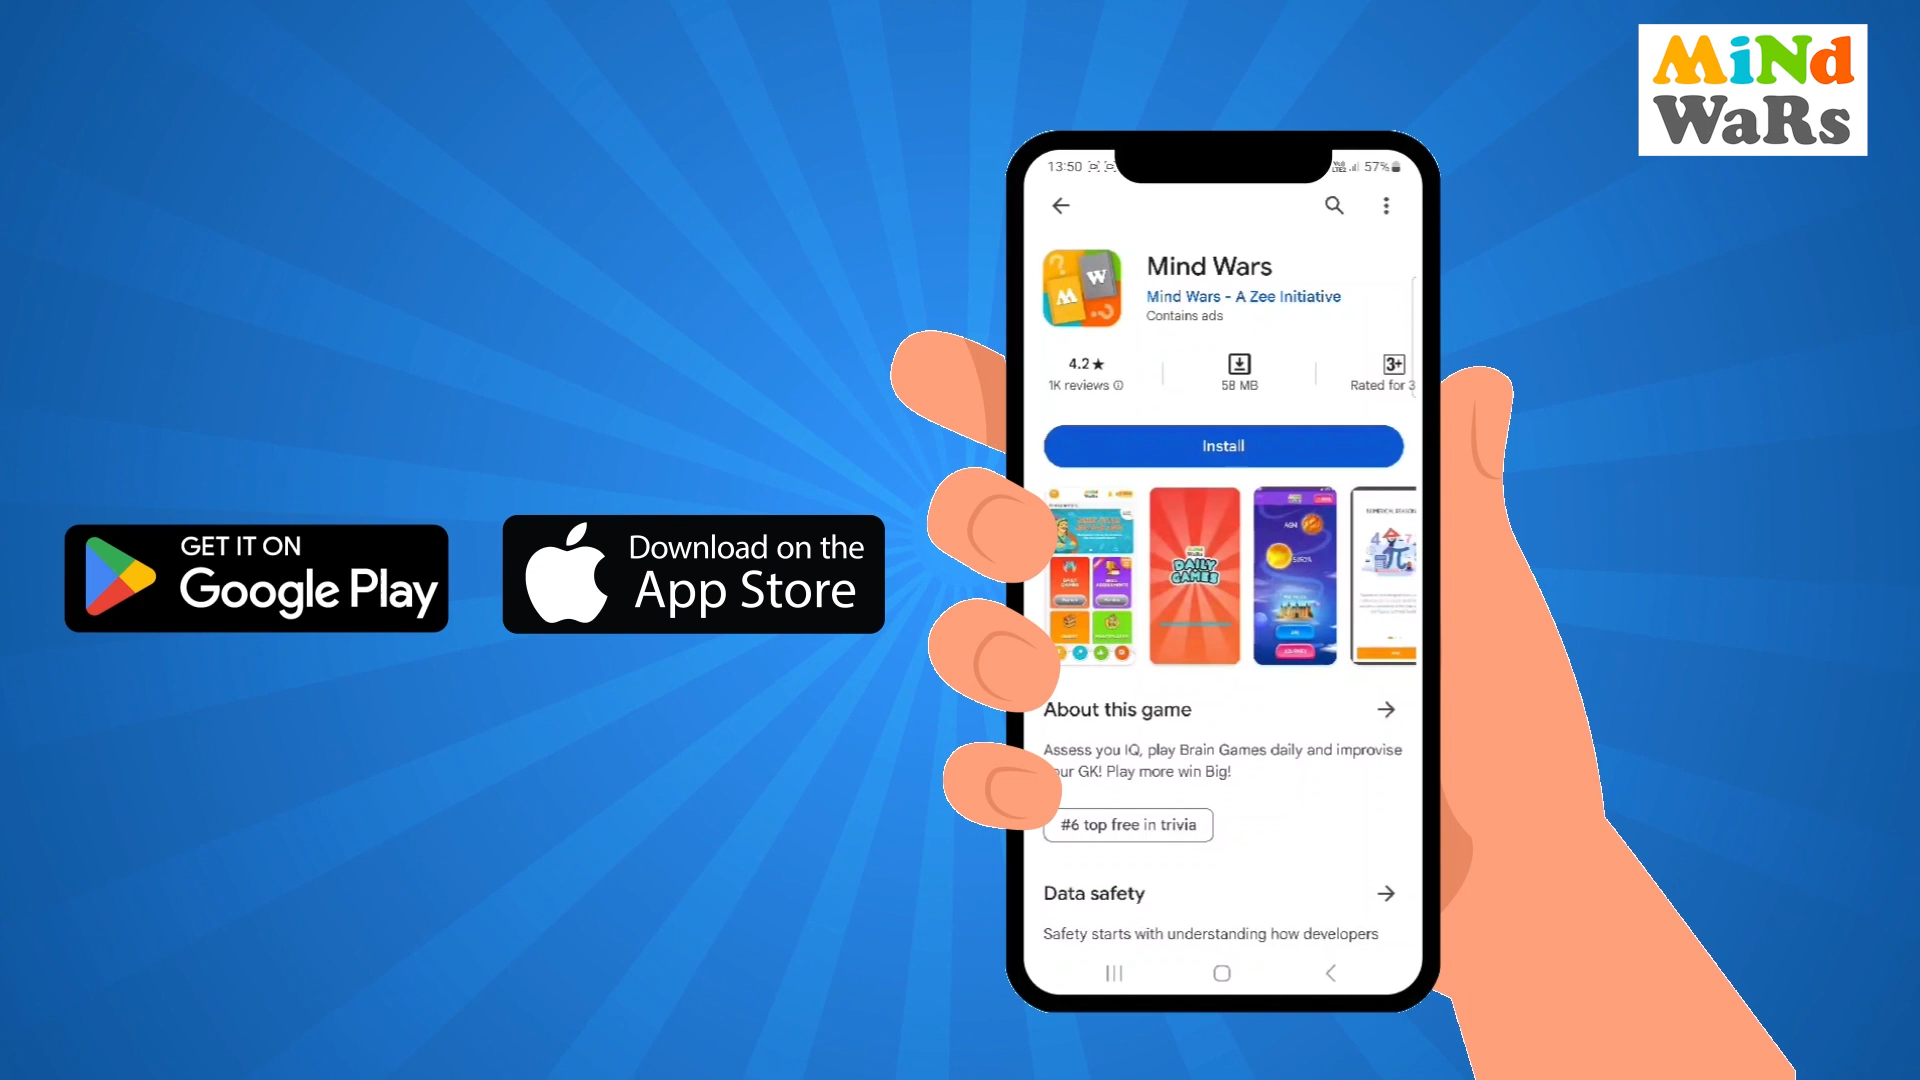 MiNd
WaRs
13:50
57%
Mind Wars
Mind Wars - A Zee Initiative
Contains ads
4.2★
1K reviews
58 MB
3+
Rated for 3
Install
DAILY
GAMES
About this game
Assess you IQ, play Brain Games daily and improvise
ur GK! Play more win Big!
#6 top free in trivia
Data safety
Safety starts with understanding how developers
GET IT ON
Google Play
Download on the
App Store